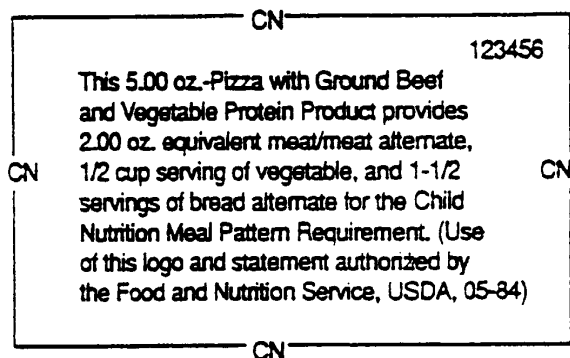 CN
123456
This 5.00 oz.-Pizza with Ground Beef
and Vegetable Protein Product provides
2.00 oz. equivalent meat/meat alternate,
CN 1/2 cup serving of vegetable, and 1-1/2 CN
servings of bread alternate for the Child
Nutrition Meal Pattern Requirement. (Use
of this logo and statement authorized by
the Food and Nutrition Service, USDA, 05-84)
CN